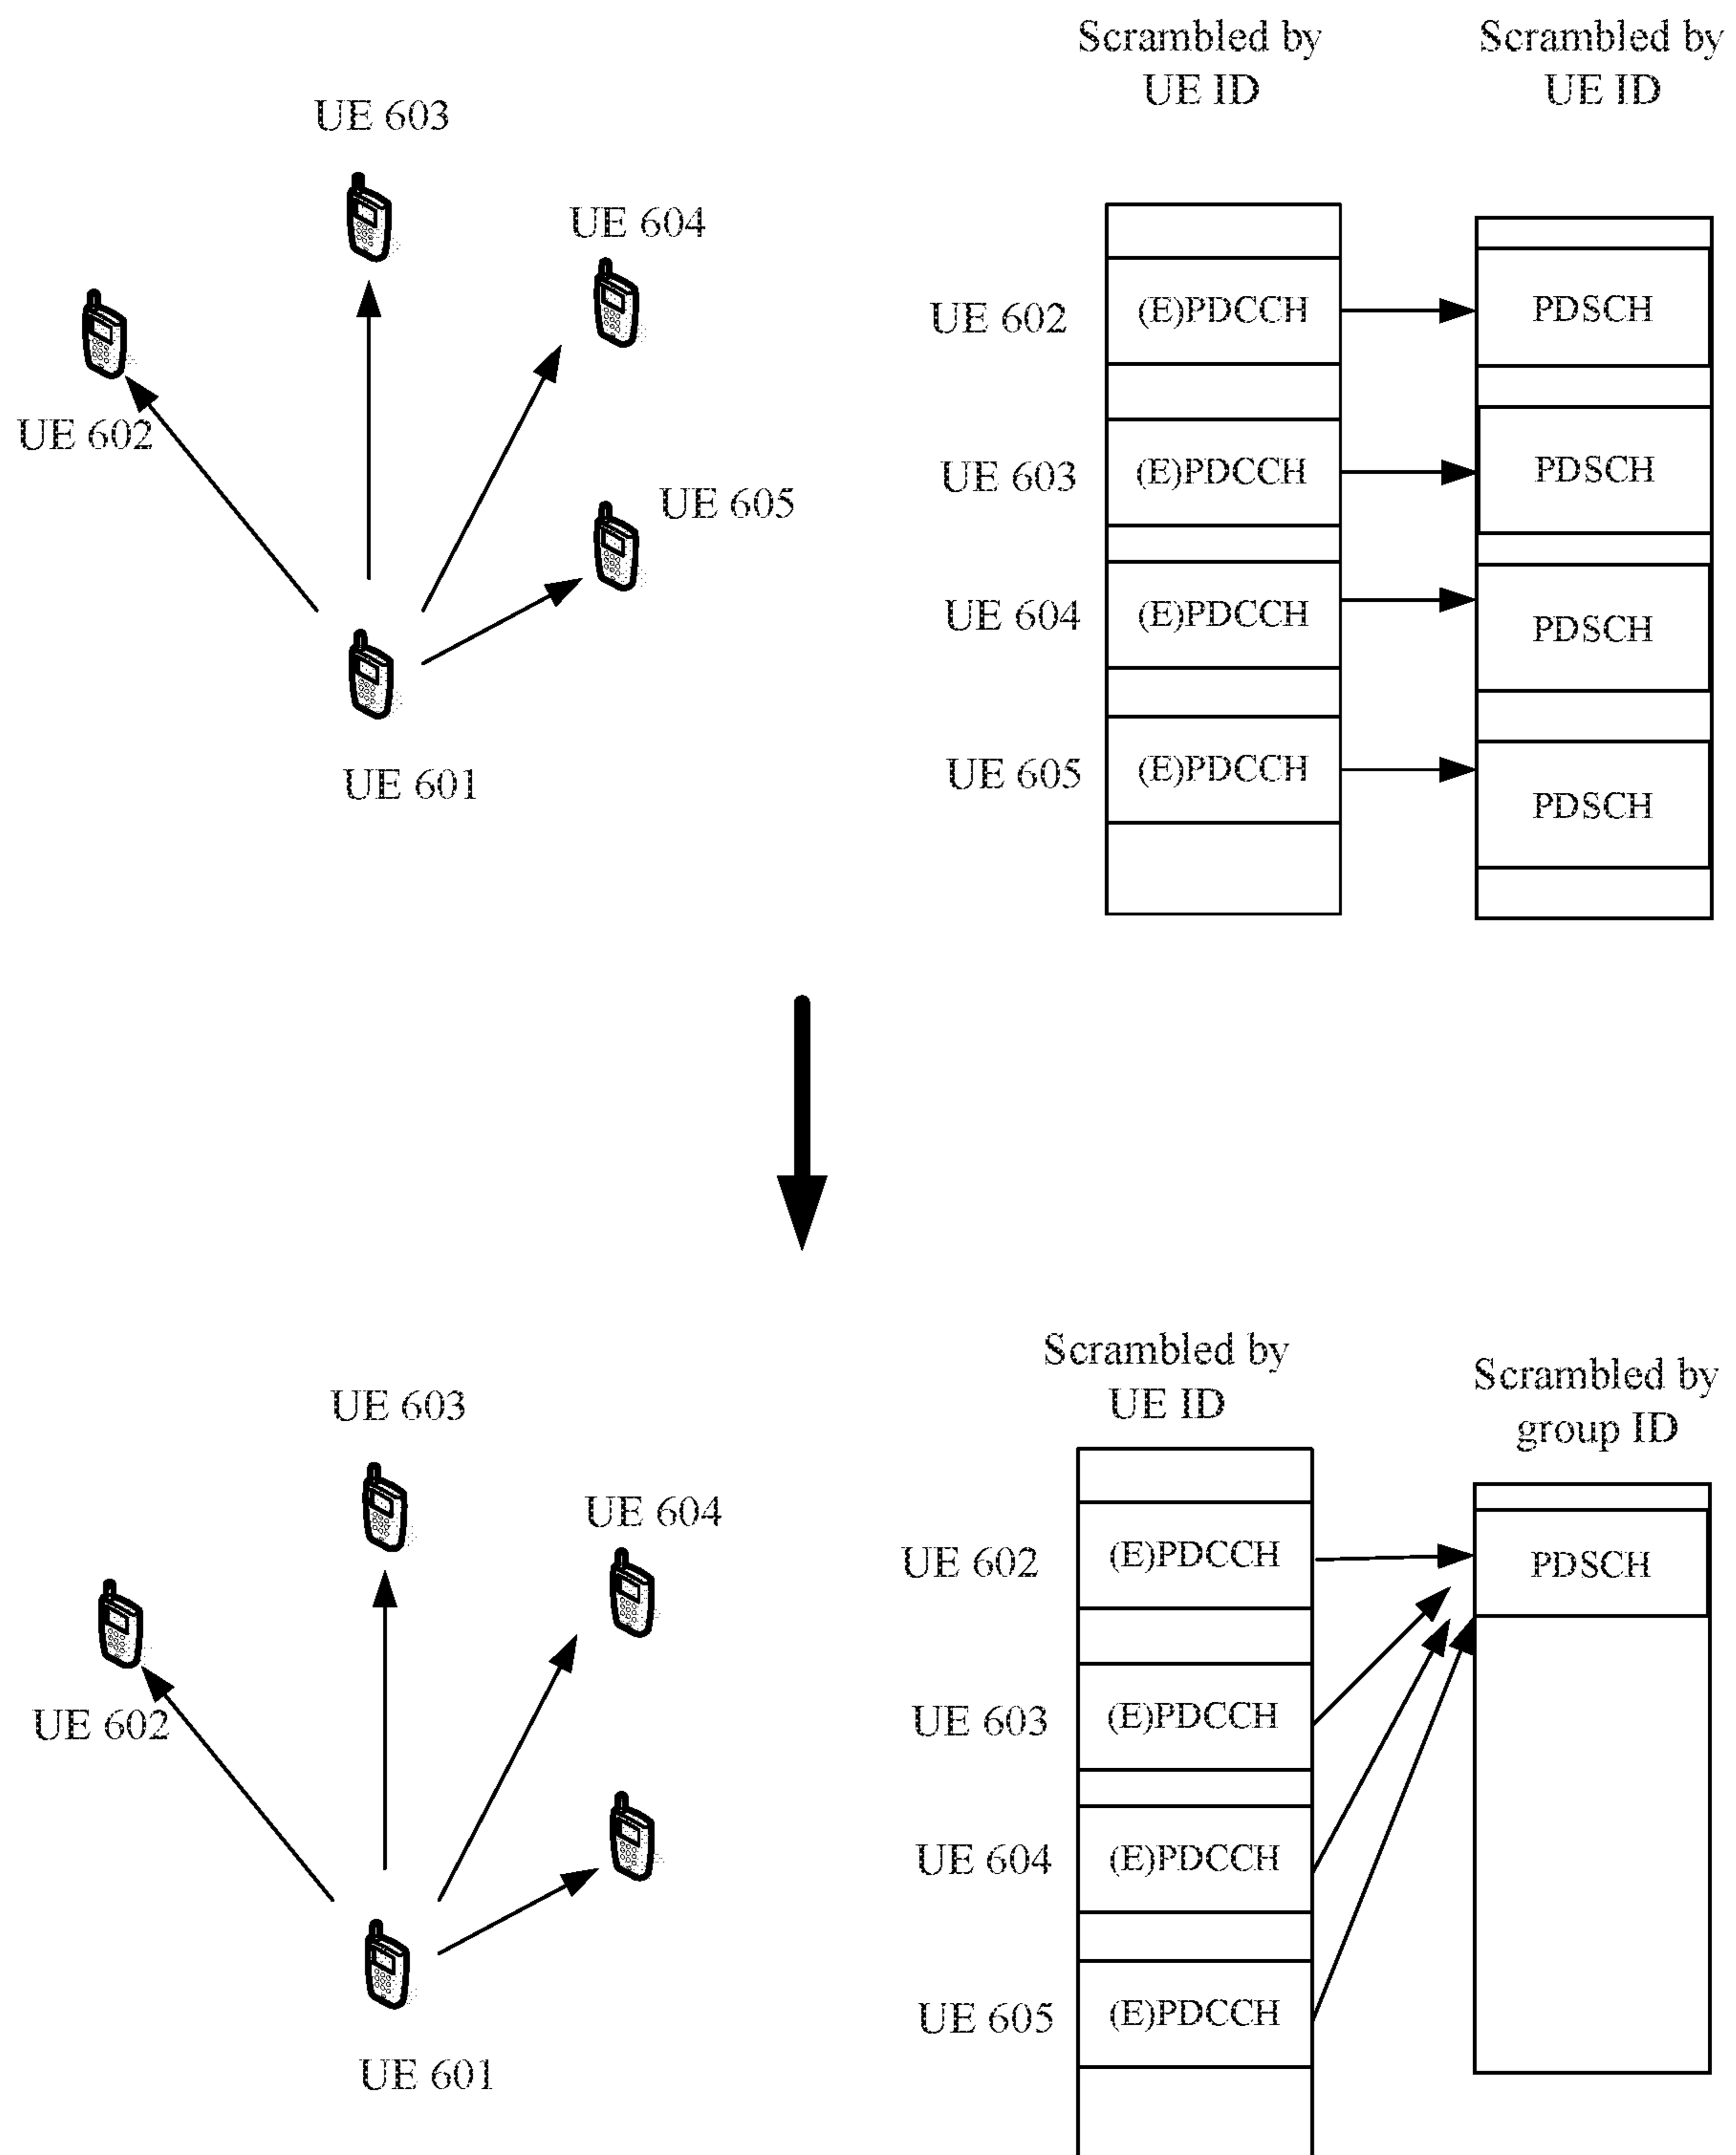 Scrambled by
UE ID
Scrambled by
UE ID
UE 603
UE 604
UE 602
UE 605
UE 601
UE 602
(E)PDCCH
PDSCH
UE 603
(E)PDCCH
PDSCH
UE 604
(E)PDCCH
PDSCH
UE 605
(E)PDCCH
PDSCH
Scrambled by
UE ID
Scrambled by
group ID
UE 603
UE 604
UE 602
UE 601
UE 602
(E)PDCCH
PDSCH
UE 603
(E)PDCCH
UE 604
(E)PDCCH
UE 605
(E)PDCCH